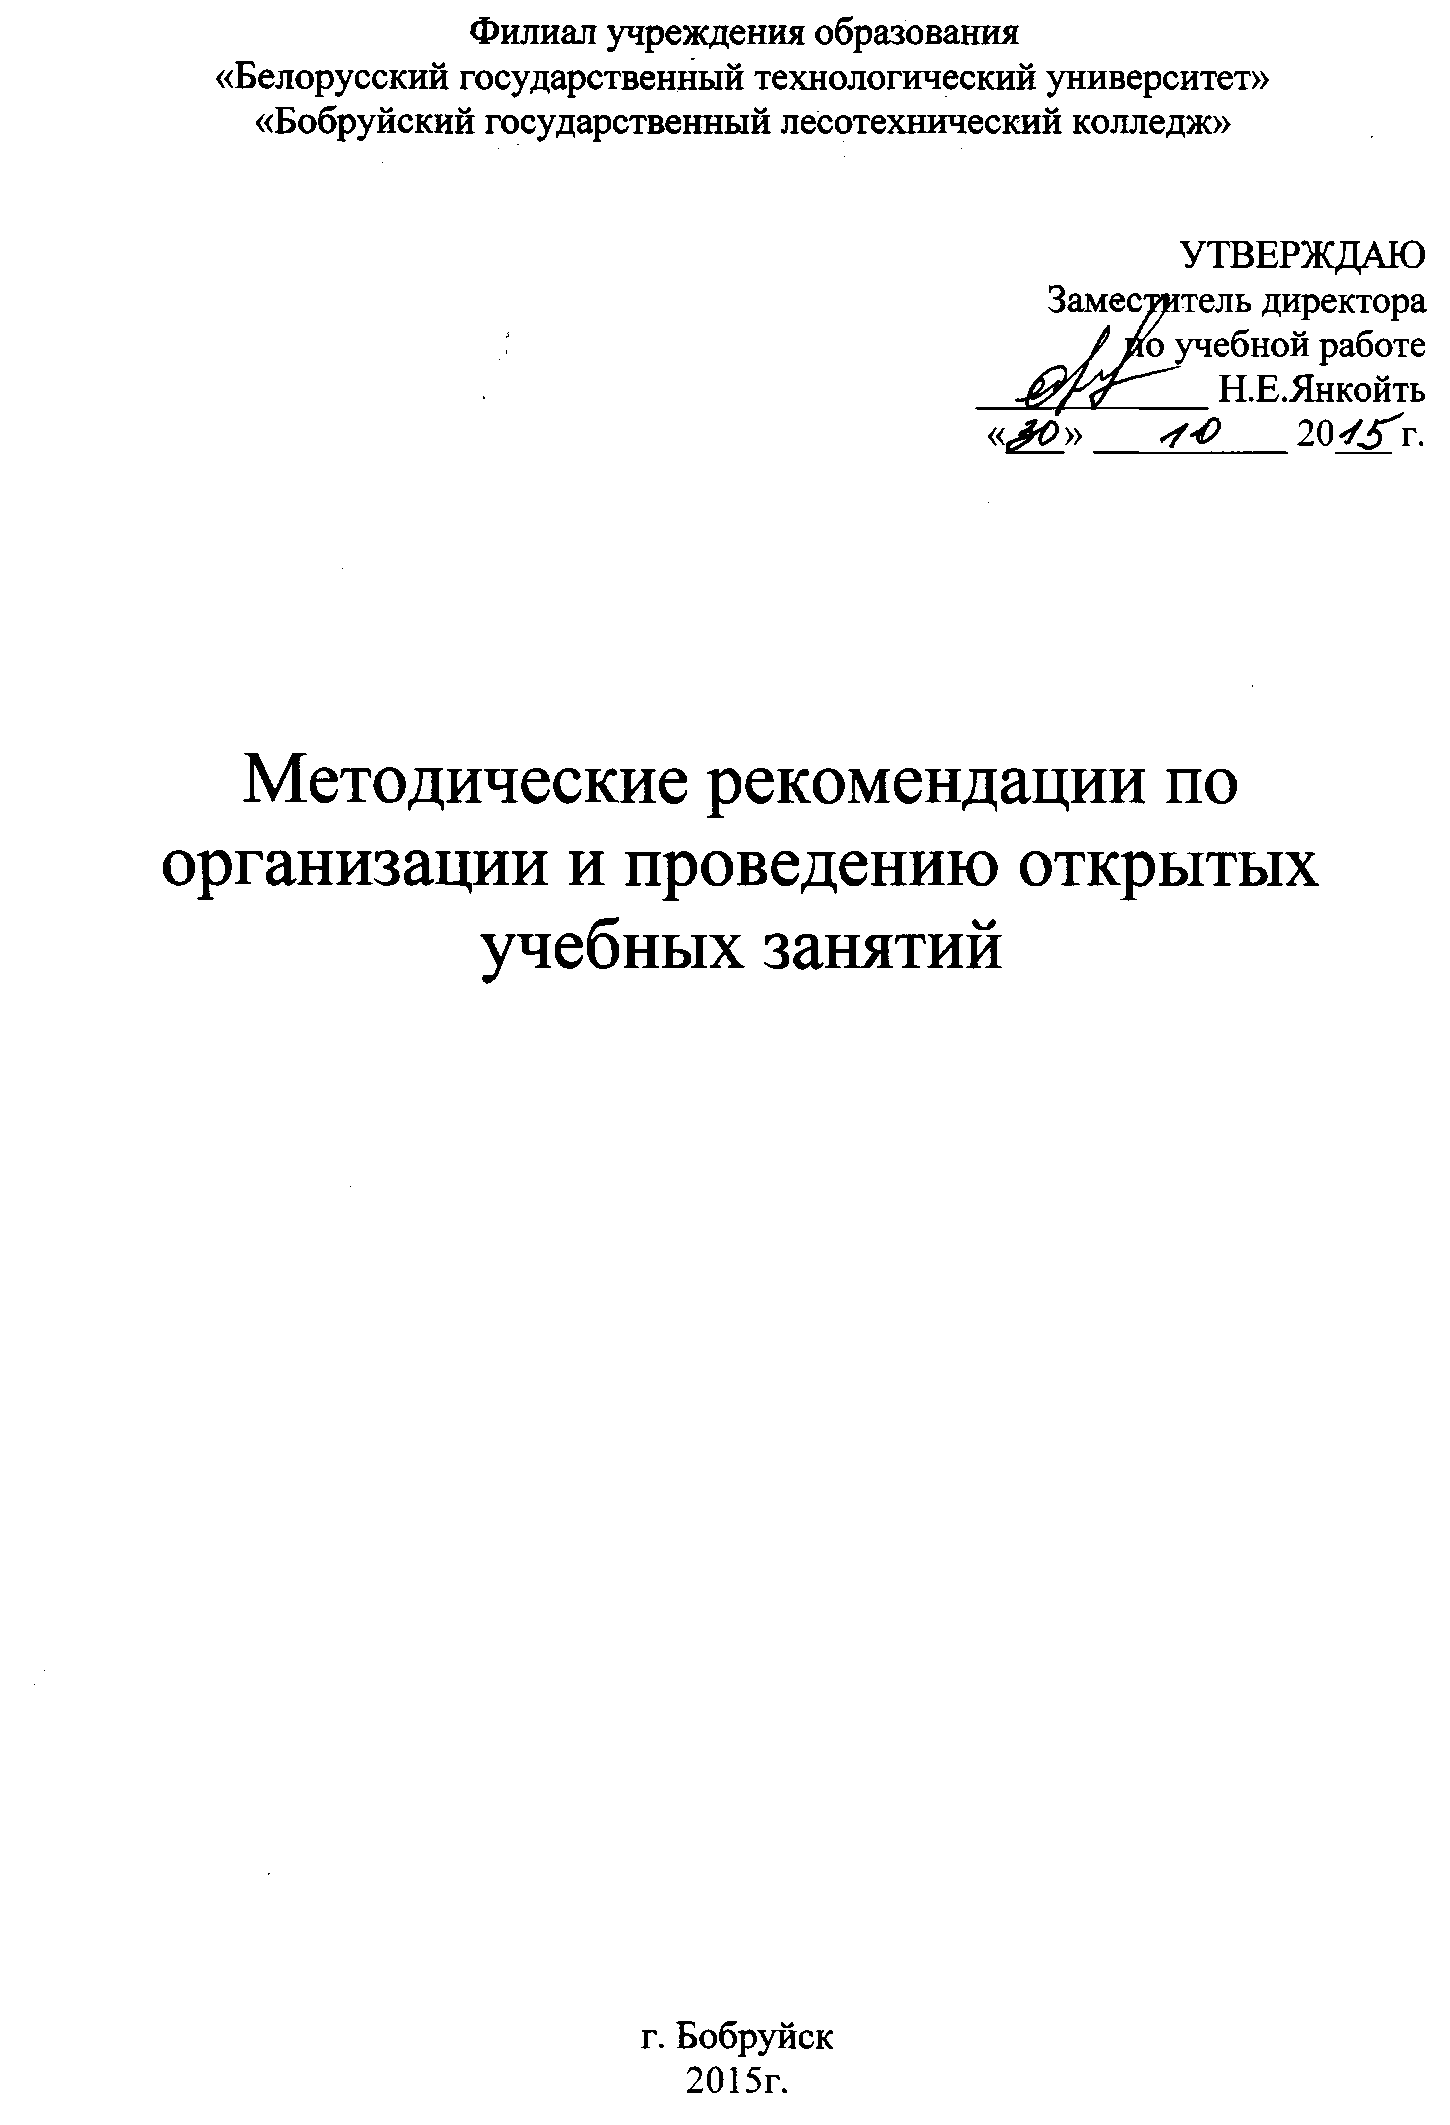 Филиал учреждения образования
«Белорусский государственный технологический университет»
«Бобруйский государственный лесотехнический колледж»
УТВЕРЖДАЮ
Заместитель директора
по учебной работе
Н.Е.Янкойть
«30» 10 2015 г.
Методические рекомендации по
организации и проведению открытых
учебных занятий
г. Бобруйск
2015г.